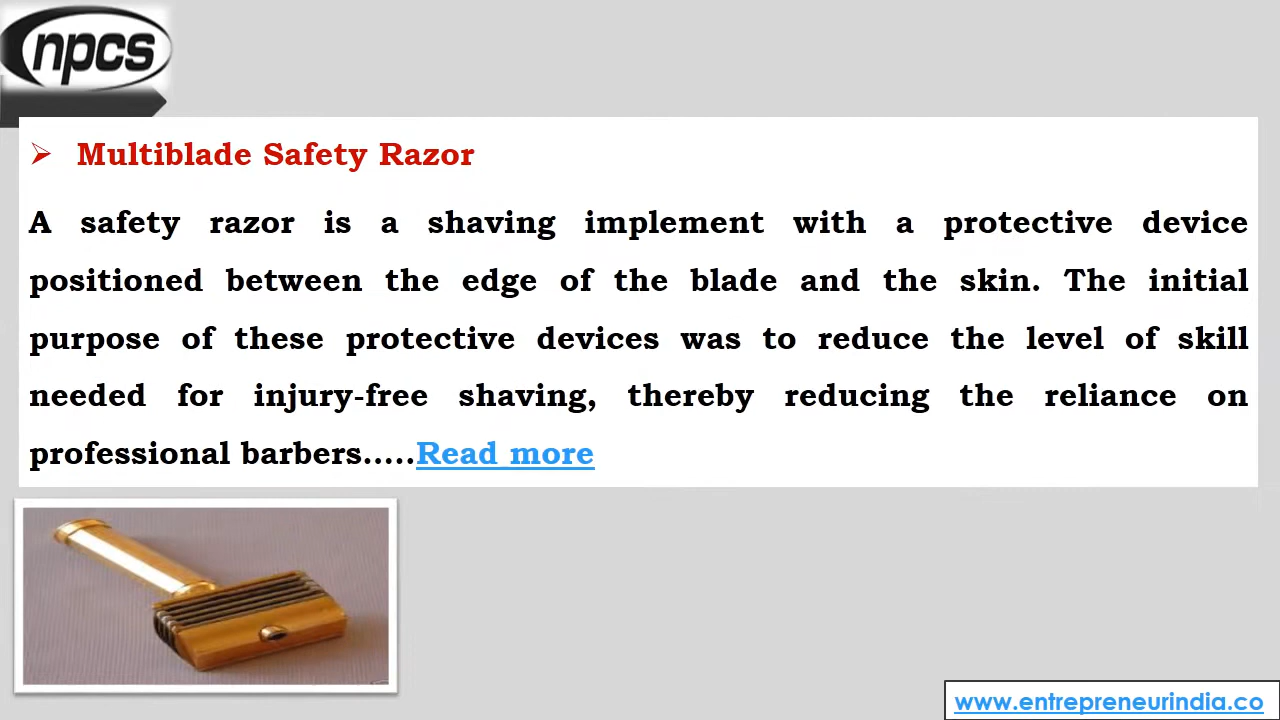 npcs
Multiblade Safety Razor
A safety razor is a shaving implement with a protective device
positioned between the edge of the blade and the skin. The initial
purpose of these protective devices was to reduce the level of skill
needed for injury-free shaving, thereby reducing the reliance on
professional barbers.....Read more
www.entrepreneurindia.co